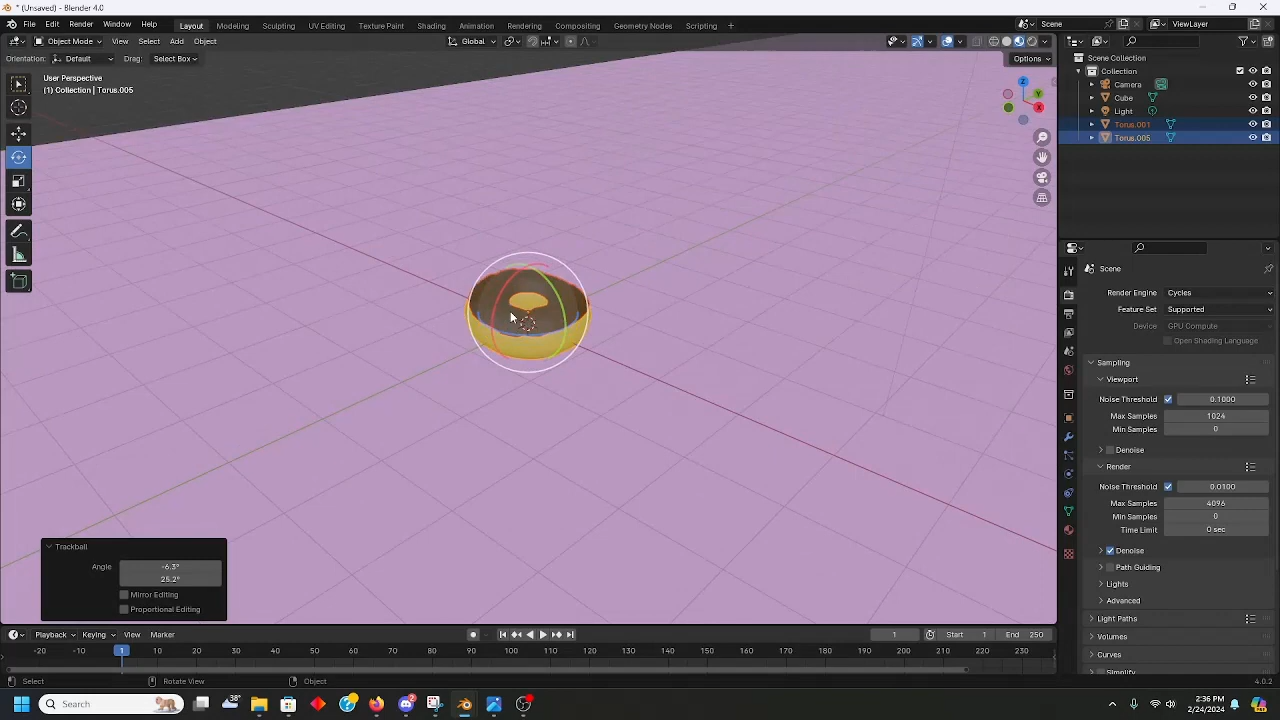 * (Unsaved) - Blender 4.0
File Edit Render Window Help Layout Modeling Sculpting UV Editing Texture Paint Shading Animation Rendering Compositing Geometry Nodes Scripting + Scene ViewLayer
Object Mode View Select Add Object Global
Orientation: Default Drag: Select Box Options
User Perspective
(1) Collection | Torus.005
Z
Y
X
Scene Collection
Collection
Camera
Cube
Light
Torus.001
Torus.005
Scene
Render Engine Cycles
Feature Set Supported
Device GPU Compute
Open Shading Language
Sampling
Viewport
Noise Threshold 0.1000
Max Samples 1024
Min Samples 0
Denoise
Render
Noise Threshold 0.0100
Max Samples 4096
Min Samples 0
Time Limit 0 sec
Denoise
Path Guiding
Lights
Advanced
Light Paths
Volumes
Curves
Simplify
Trackball
Angle -6.3°
25.2°
Mirror Editing
Proportional Editing
Playback Keying View Marker 1 Start 1 End 250
-20 -10 1 10 20 30 40 50 60 70 80 90 100 110 120 130 140 150 160 170 180 190 200 210 220 230
Select Rotate View Object 4.0.2
Search 38° 2 2:36 PM
2/24/2024